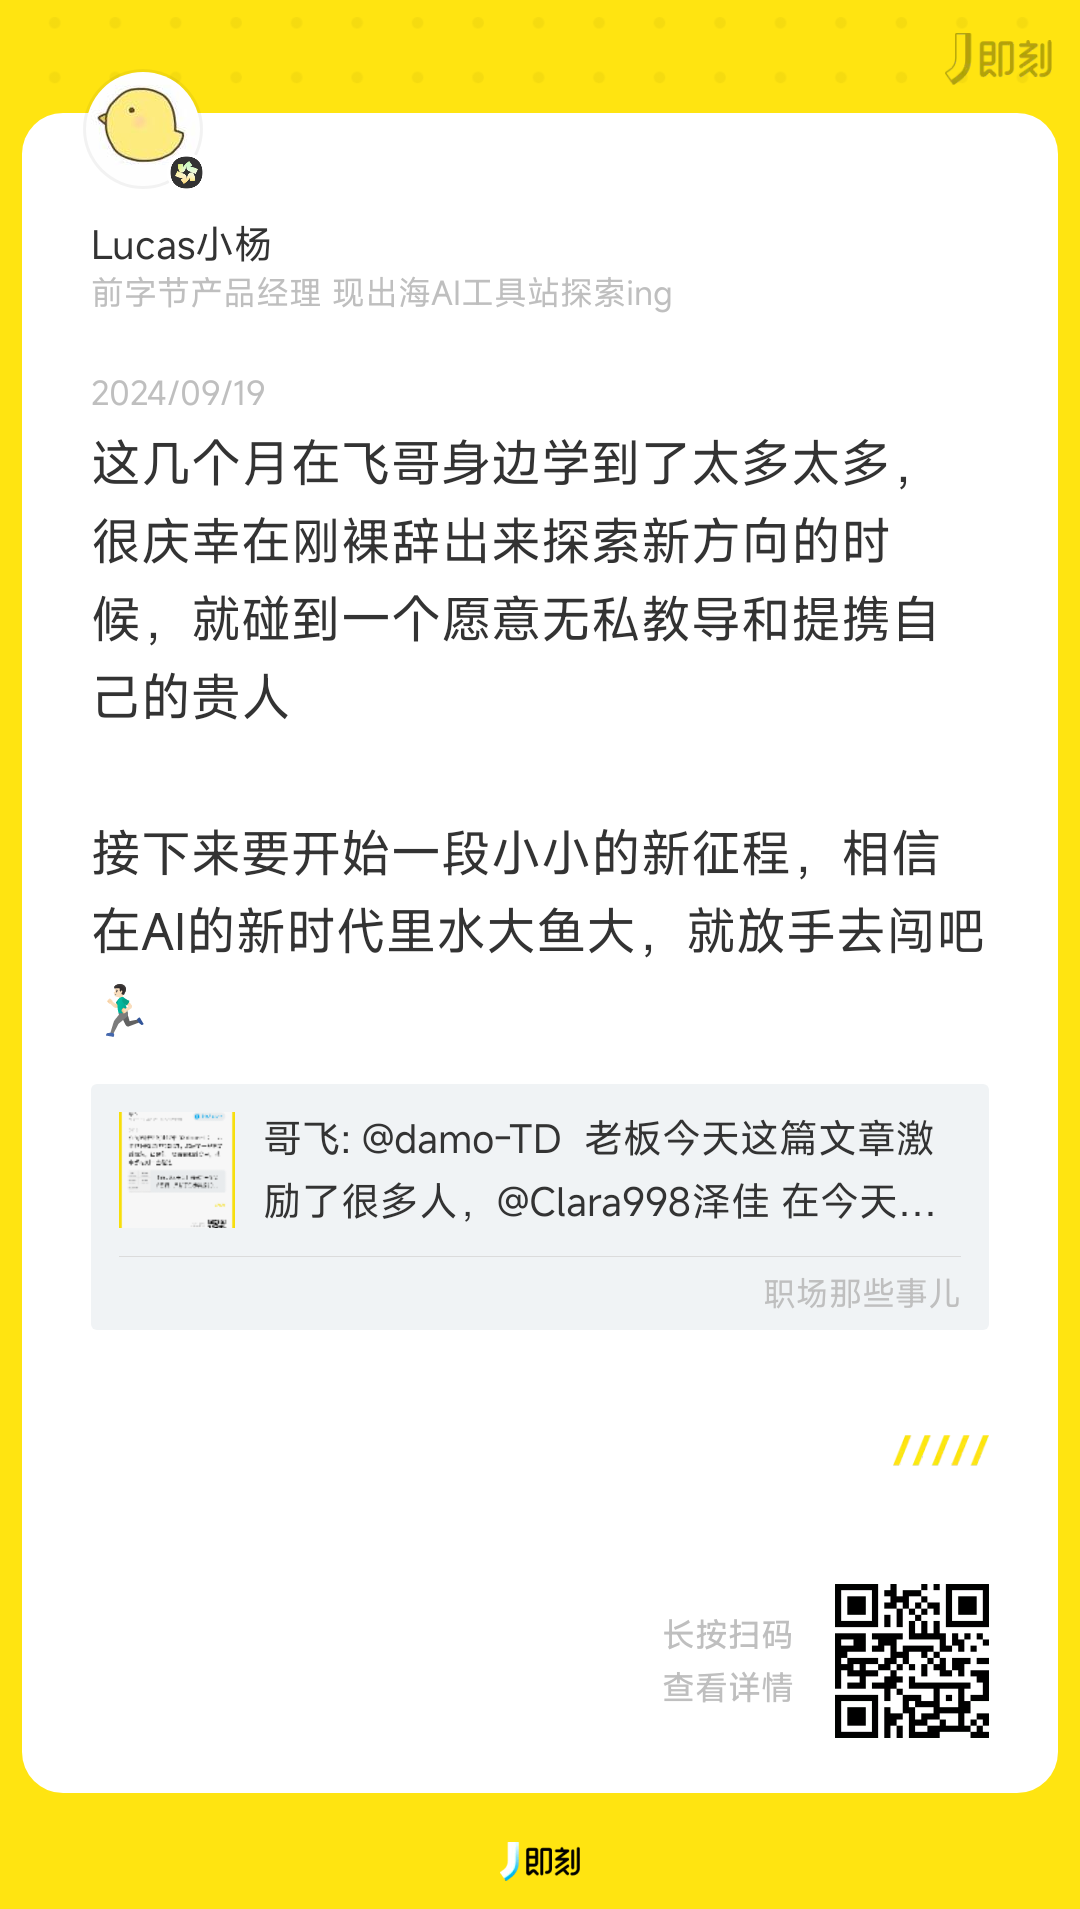 即刻
Lucas小杨
前字节产品经理 现出海AI工具站探索ing
2024/09/19
这几个月在飞哥身边学到了太多太多，
很庆幸在刚裸辞出来探索新方向的时
候，就碰到一个愿意无私教导和提携自
己的贵人
接下来要开始一段小小的新征程，相信
在AI的新时代里水大鱼大，就放手去闯吧
🏃🏻‍♂️
哥飞: @damo-TD 老板今天这篇文章激
励了很多人，@Clara998泽佳 在今天...
职场那些事儿
长按扫码
查看详情
即刻